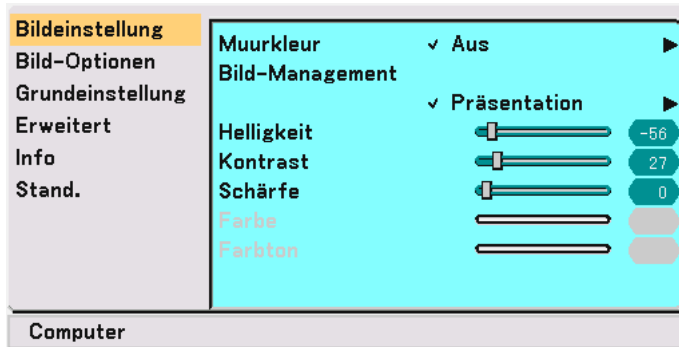 Bildeinstellung
Bild-Optionen
Grundeinstellung
Erweitert
Info
Stand.
Muurkleur ✓ Aus
Bild-Management
✓ Präsentation
Helligkeit -56
Kontrast 27
Schärfe 0
Farbe
Farbton
Computer